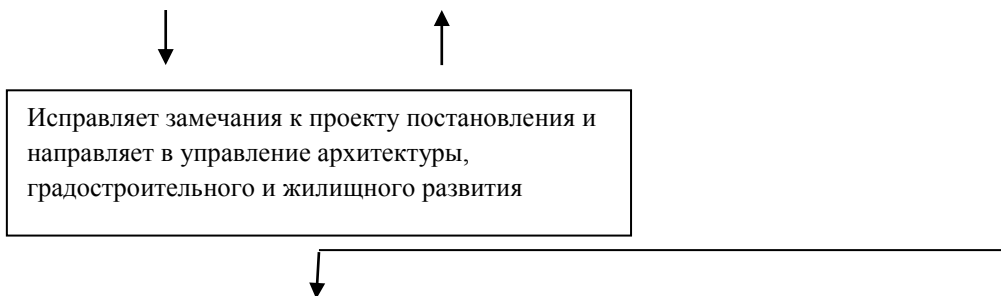 Исправляет замечания к проекту постановления и
направляет в управление архитектуры,
градостроительного и жилищного развития